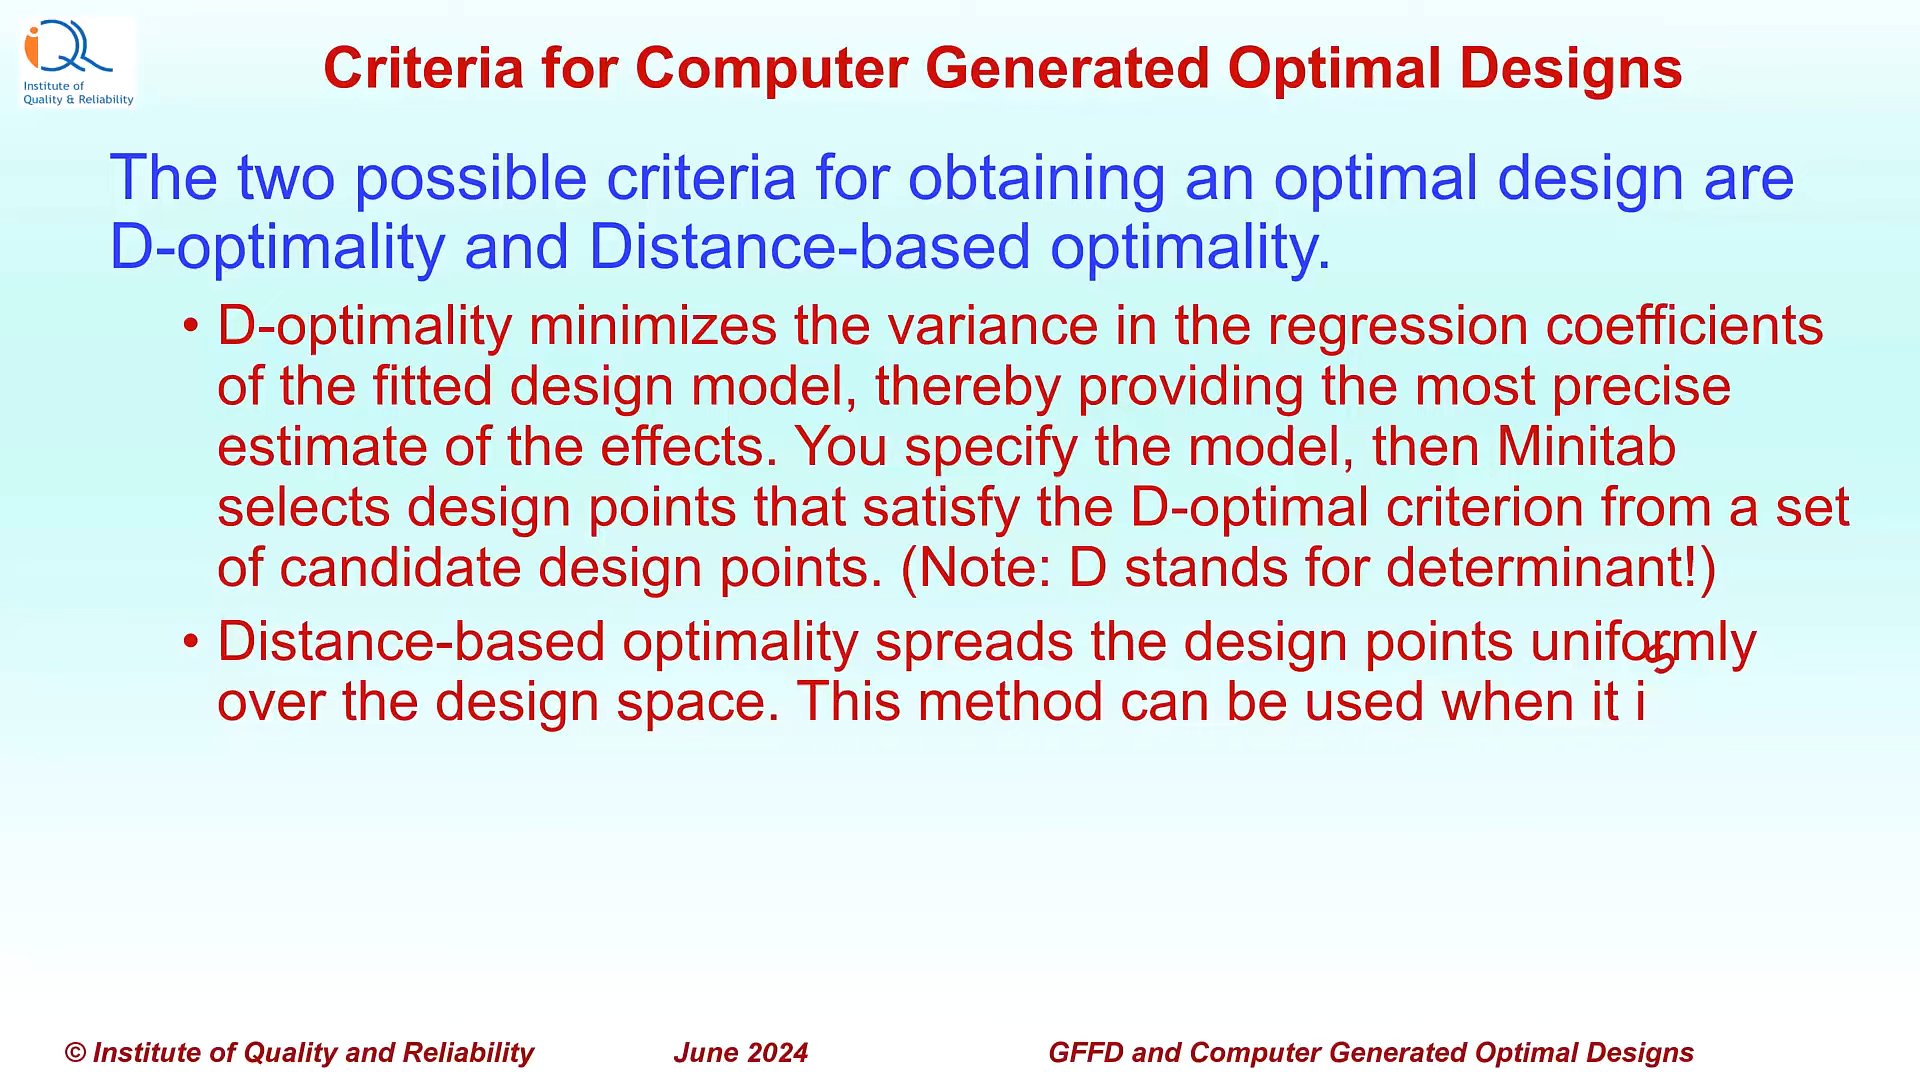 iQR
Institute of
Quality & Reliability
Criteria for Computer Generated Optimal Designs
The two possible criteria for obtaining an optimal design are
D-optimality and Distance-based optimality.
• D-optimality minimizes the variance in the regression coefficients
of the fitted design model, thereby providing the most precise
estimate of the effects. You specify the model, then Minitab
selects design points that satisfy the D-optimal criterion from a set
of candidate design points. (Note: D stands for determinant!)
• Distance-based optimality spreads the design points uniformly
over the design space. This method can be used when it is
© Institute of Quality and Reliability June 2024 GFFD and Computer Generated Optimal Designs